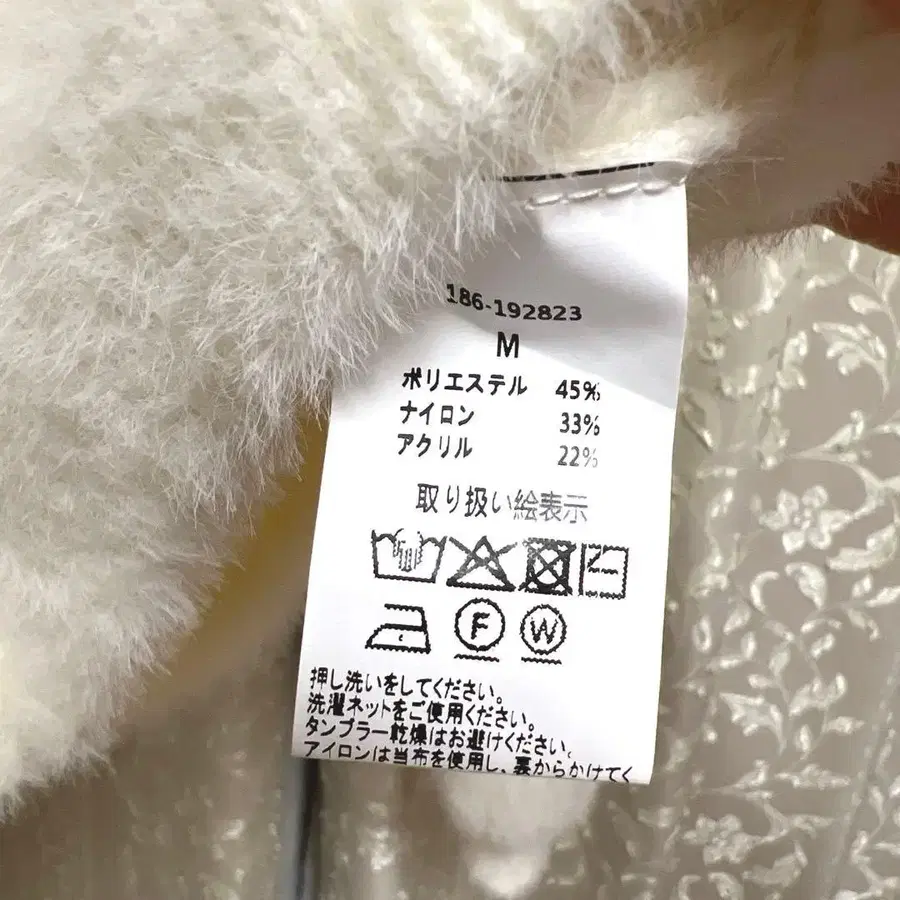 186-192823
M
ポリエステル 45%
ナイロン 33%
アクリル 22%
取り扱い絵表示
F W
押し洗いをしてください。
洗濯ネットをご使用ください。
タンブラー乾燥はお避けください。
アイロンは当布を使用し、裏からかけてく